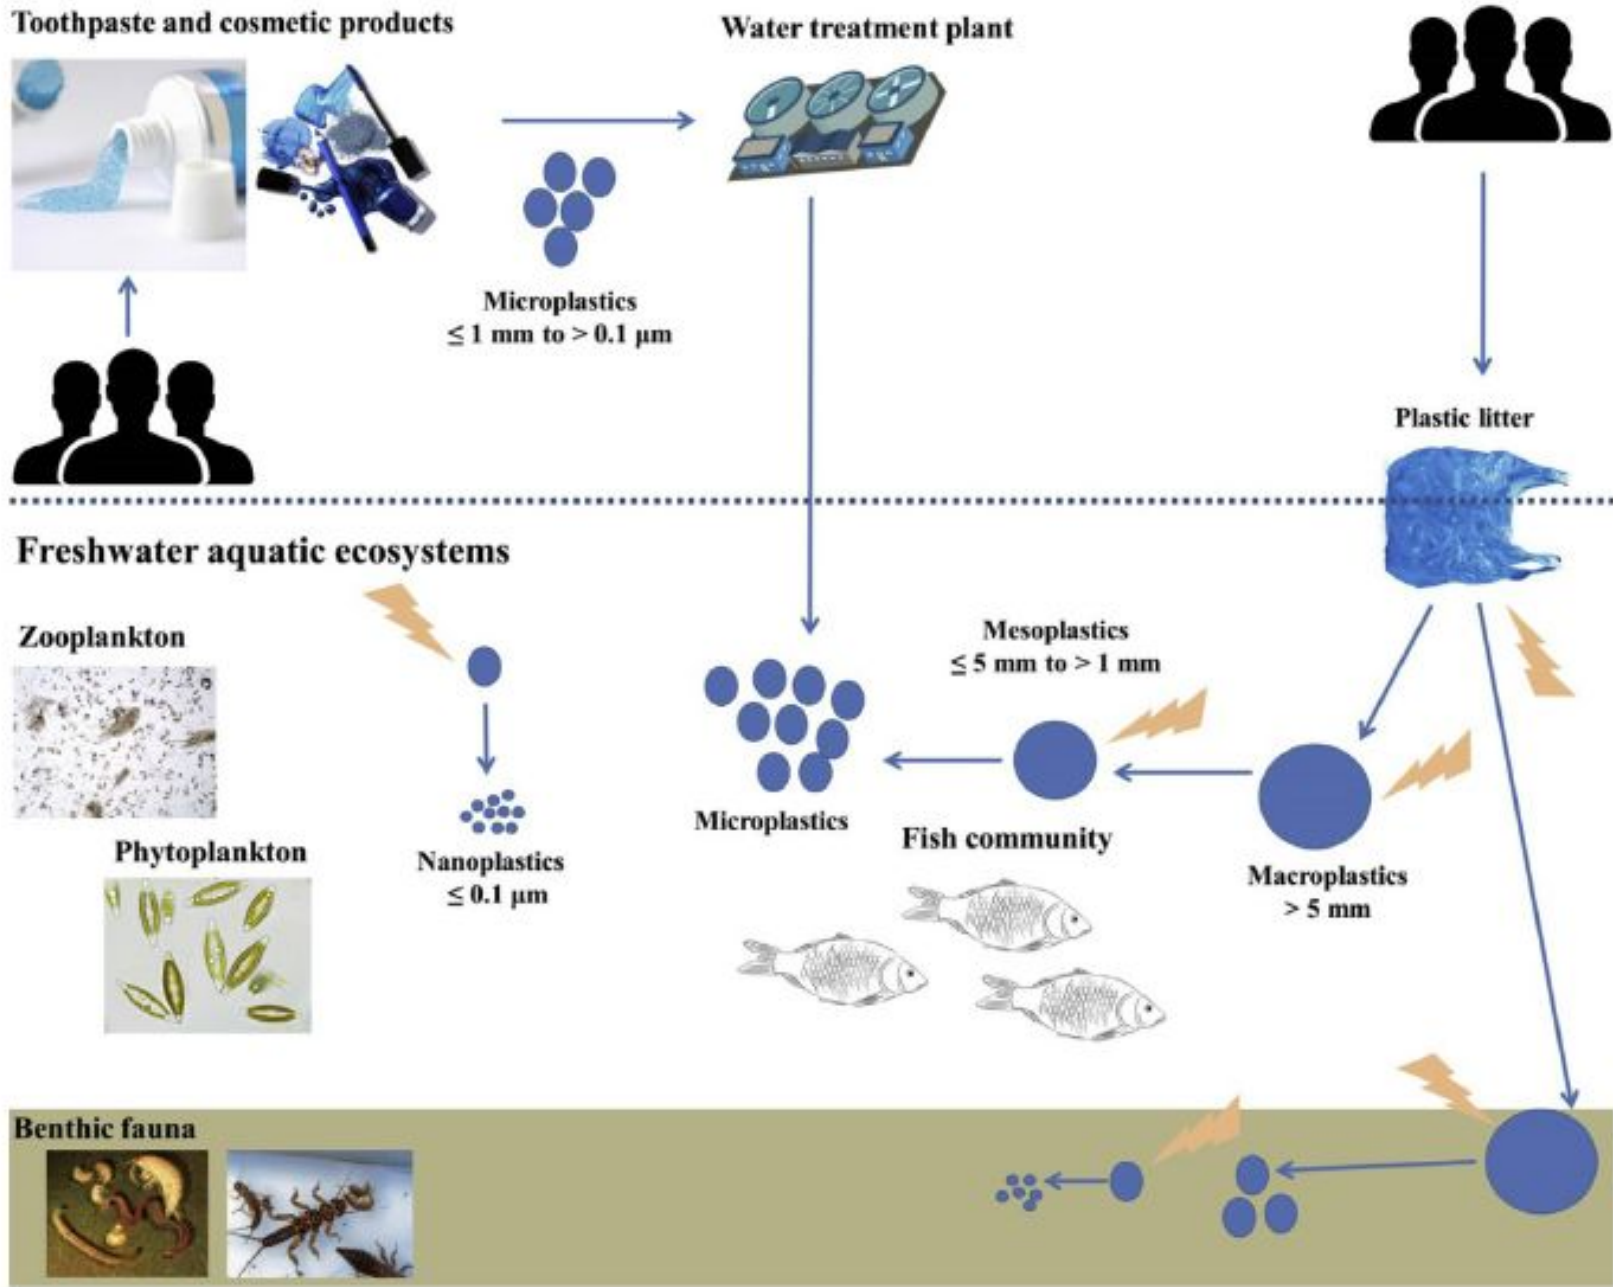 Toothpaste and cosmetic products
Water treatment plant
Microplastics
≤ 1 mm to > 0.1 μm
Plastic litter
Freshwater aquatic ecosystems
Zooplankton
Mesoplastics
≤ 5 mm to > 1 mm
Microplastics
Fish community
Phytoplankton
Nanoplastics
≤ 0.1 μm
Macroplastics
> 5 mm
Benthic fauna